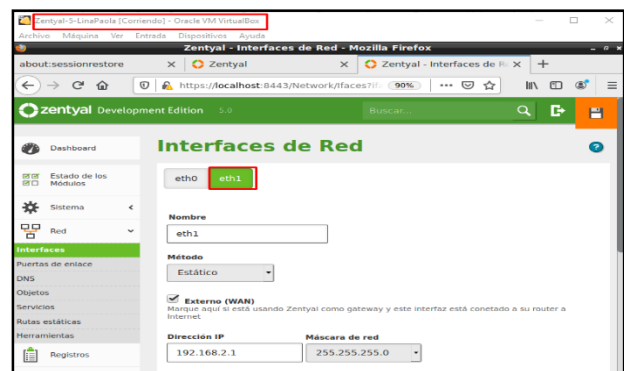 Zentyal-5-LinaPaola [Corriendo] - Oracle VM VirtualBox
Archivo Máquina Ver Entrada Dispositivos Ayuda
Zentyal - Interfaces de Red - Mozilla Firefox
about:sessionrestore
Zentyal
Zentyal - Interfaces de R
https://localhost:8443/Network/Ifaces?if
90%
zentyal Development Edition 5.0
Buscar...
Dashboard
Interfaces de Red
Estado de los
Módulos
eth0 eth1
Sistema
Nombre
Red
eth1
Interfaces
Puertas de enlace
Método
DNS
Estático
Objetos
Externo (WAN)
Servicios
Marque aquí si está usando Zentyal como gateway y este interfaz está conetado a su router a
Internet
Rutas estáticas
Herramientas
Dirección IP Máscara de red
Registros
192.168.2.1 255.255.255.0